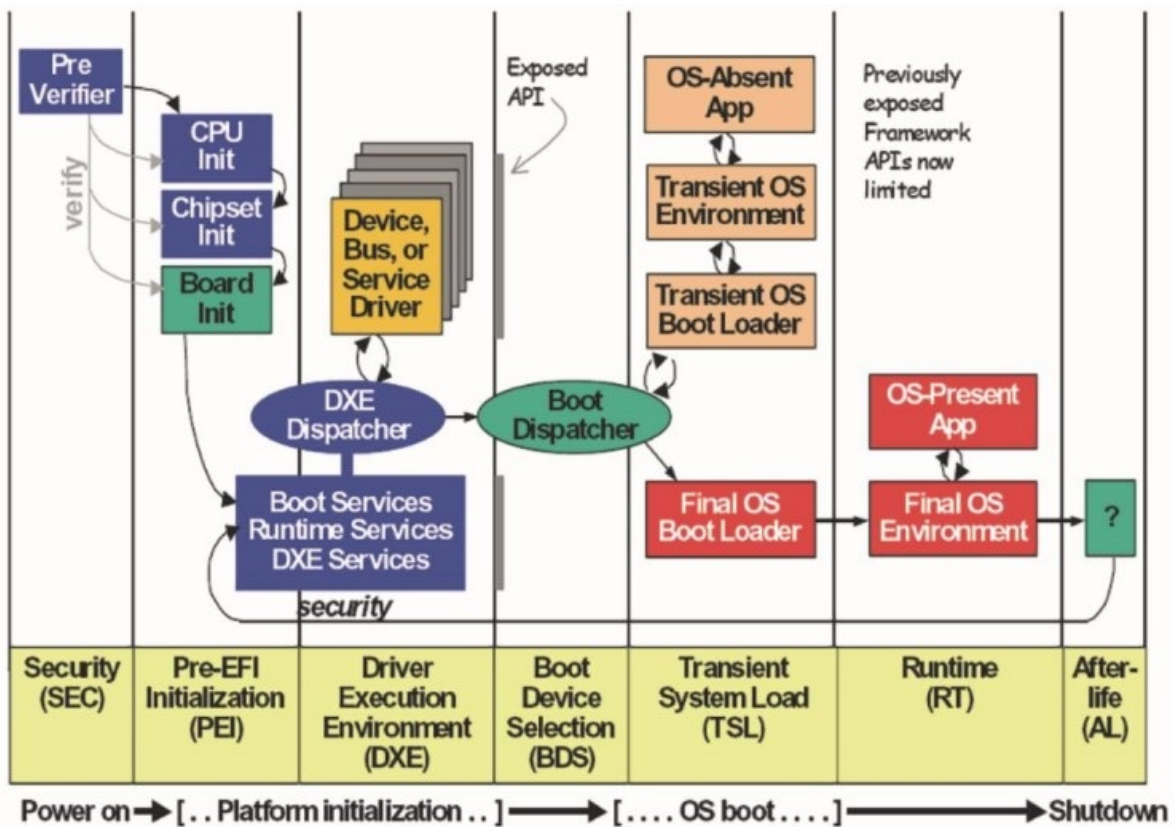 Pre
Verifier
verify
CPU
Init
Chipset
Init
Board
Init
Device,
Bus, or
Service
Driver
DXE
Dispatcher
Boot Services
Runtime Services
DXE Services
security
Exposed
API
Boot
Dispatcher
OS-Absent
App
Transient OS
Environment
Transient OS
Boot Loader
Final OS
Boot Loader
Previously
exposed
Framework
APIs now
limited
OS-Present
App
Final OS
Environment
?
Security
(SEC)
Pre-EFI
Initialization
(PEI)
Driver
Execution
Environment
(DXE)
Boot
Device
Selection
(BDS)
Transient
System Load
(TSL)
Runtime
(RT)
After-
life
(AL)
Power on [ . . Platform initialization . . ] [ . . . . OS boot . . . . ] Shutdown